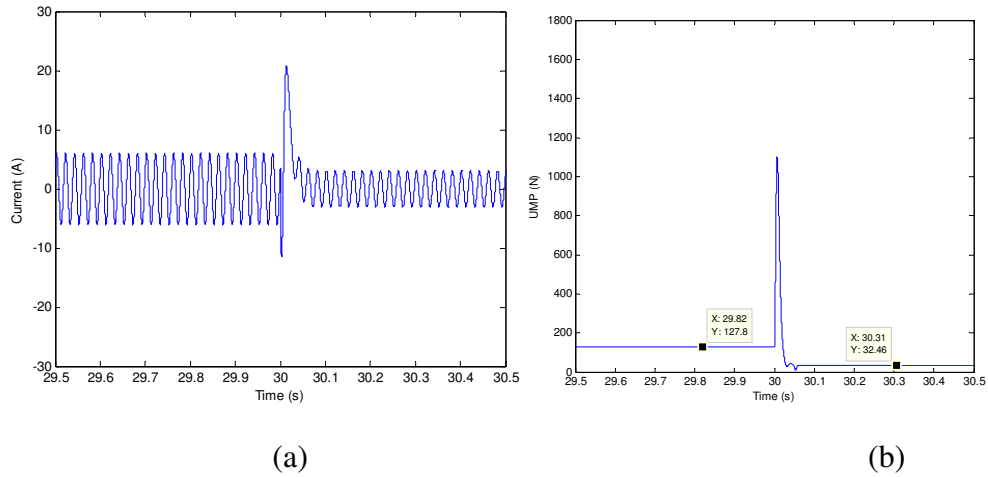 30
20
10
0
-10
-20
-30
Current (A)
29.5 29.6 29.7 29.8 29.9 30 30.1 30.2 30.3 30.4 30.5
Time (s)
(a)
1800
1600
1400
1200
1000
800
600
400
200
0
UMP (N)
X: 29.82
Y: 127.8
X: 30.31
Y: 32.46
29.5 29.6 29.7 29.8 29.9 30 30.1 30.2 30.3 30.4 30.5
Time (s)
(b)